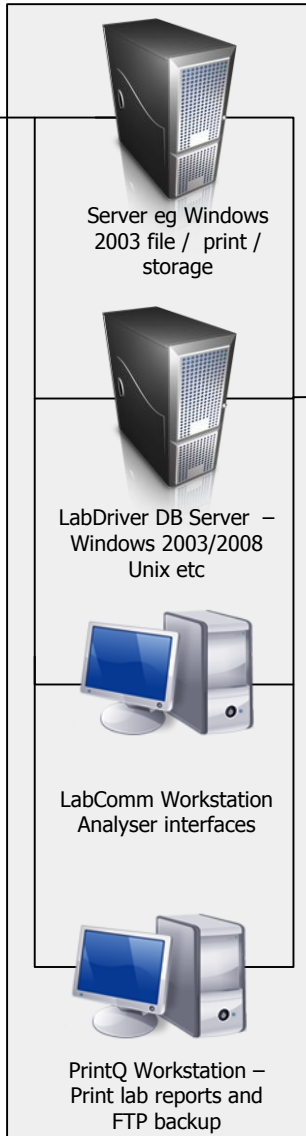 Server eg Windows
2003 file /  print /
storage
LabDriver DB Server  –
Windows 2003/2008
Unix etc
LabComm Workstation
Analyser interfaces
PrintQ Workstation –
Print lab reports and
FTP backup